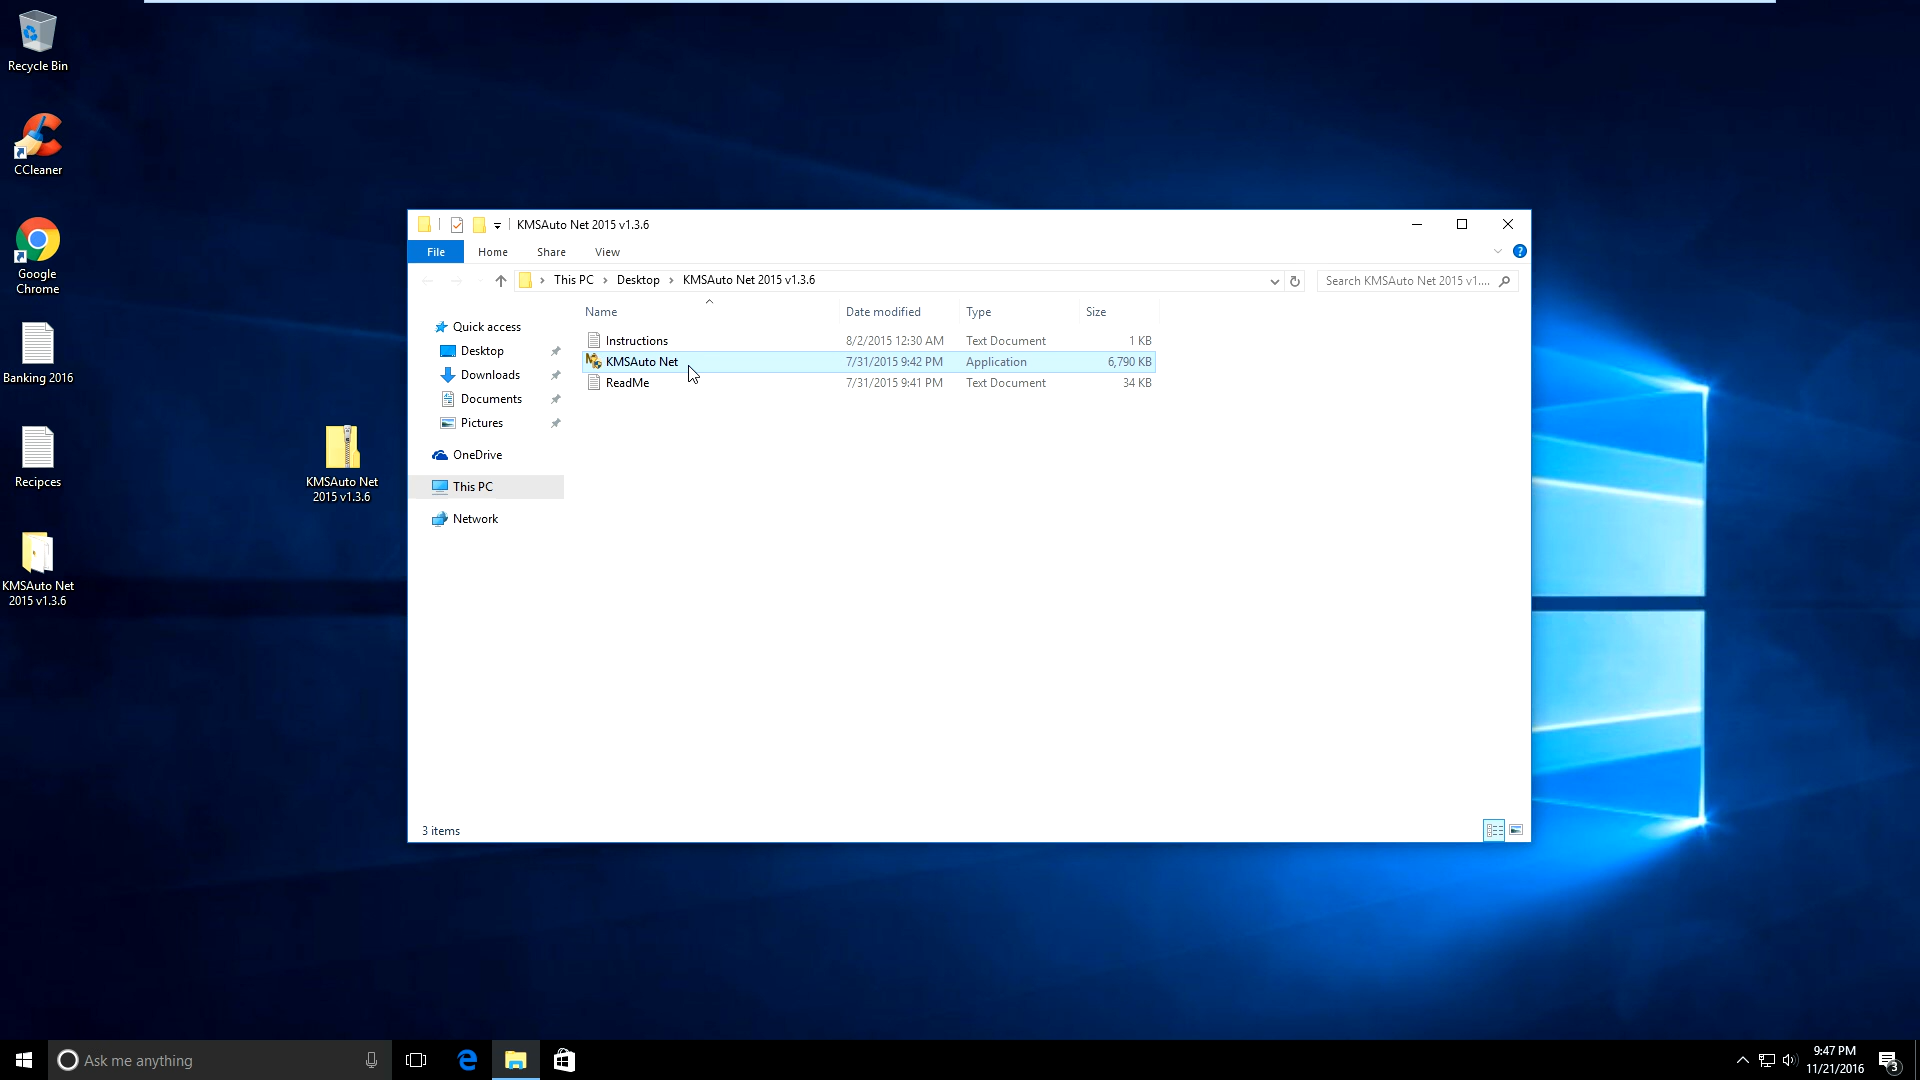 Recycle Bin
CCleaner
Google
Chrome
Banking 2016
Recipces
KMSAuto Net
2015 v1.3.6
KMSAuto Net
2015 v1.3.6
KMSAuto Net 2015 v1.3.6
File Home Share View
This PC Desktop KMSAuto Net 2015 v1.3.6
Search KMSAuto Net 2015 v1....
Quick access
Desktop
Downloads
Documents
Pictures
OneDrive
This PC
Network
Name Date modified Type Size
Instructions 8/2/2015 12:30 AM Text Document 1 KB
KMSAuto Net 7/31/2015 9:42 PM Application 6,790 KB
ReadMe 7/31/2015 9:41 PM Text Document 34 KB
3 items
Ask me anything
9:47 PM
11/21/2016
3